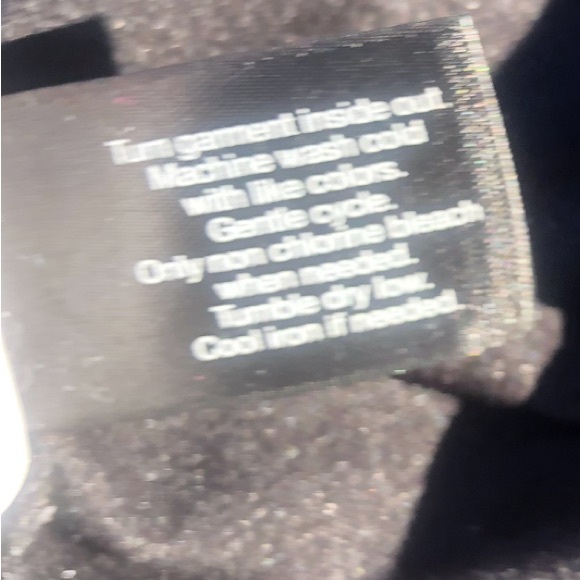 Turn garment inside out.
Machine wash cold
with like colors.
Gentle cycle.
Only non chlorine bleach
when needed.
Tumble dry low.
Cool iron if needed.